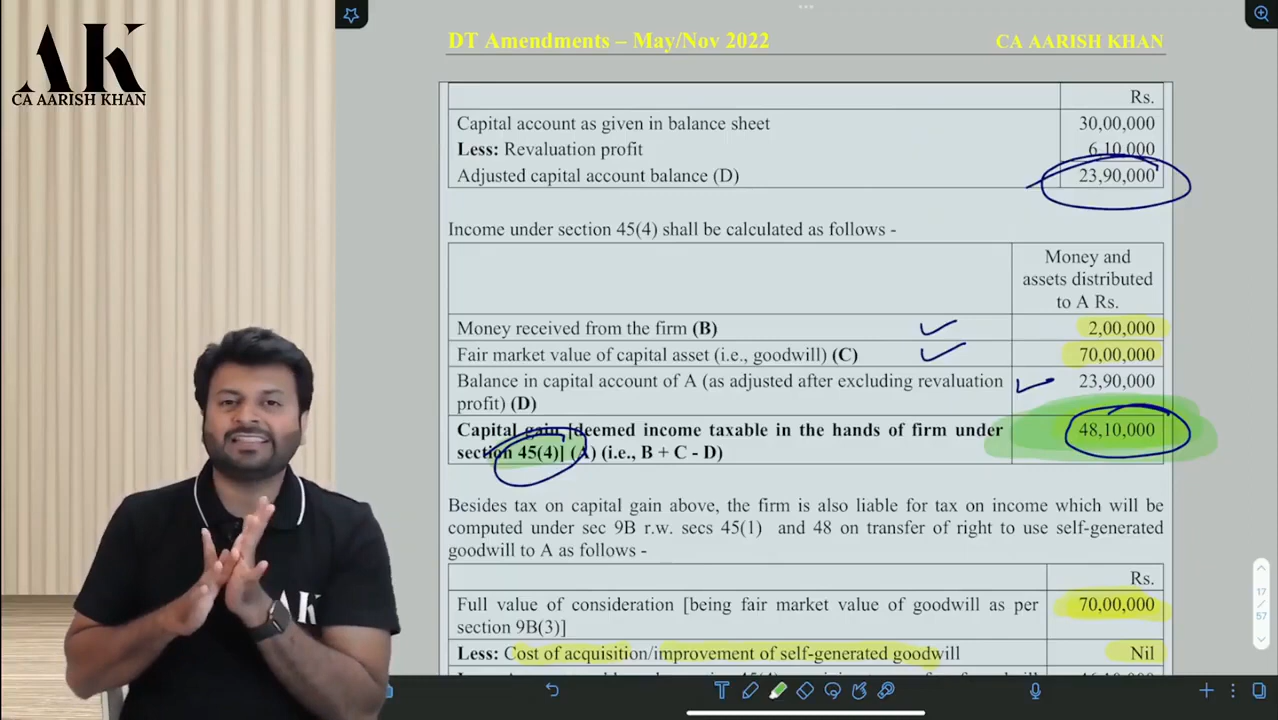 AK
CA AARISH KHAN
DT Amendments – May/Nov 2022
CA AARISH KHAN
Rs.
Capital account as given in balance sheet 30,00,000
Less: Revaluation profit 6,10,000
Adjusted capital account balance (D) 23,90,000
Income under section 45(4) shall be calculated as follows -
Money and
assets distributed
to A Rs.
Money received from the firm (B) 2,00,000
Fair market value of capital asset (i.e., goodwill) (C) 70,00,000
Balance in capital account of A (as adjusted after excluding revaluation 23,90,000
profit) (D)
Capital gain [deemed income taxable in the hands of firm under 48,10,000
section 45(4)] (A) (i.e., B + C - D)
Besides tax on capital gain above, the firm is also liable for tax on income which will be
computed under sec 9B r.w. secs 45(1) and 48 on transfer of right to use self-generated
goodwill to A as follows -
Rs.
Full value of consideration [being fair market value of goodwill as per 70,00,000
section 9B(3)]
Less: Cost of acquisition/improvement of self-generated goodwill Nil
17
57
T